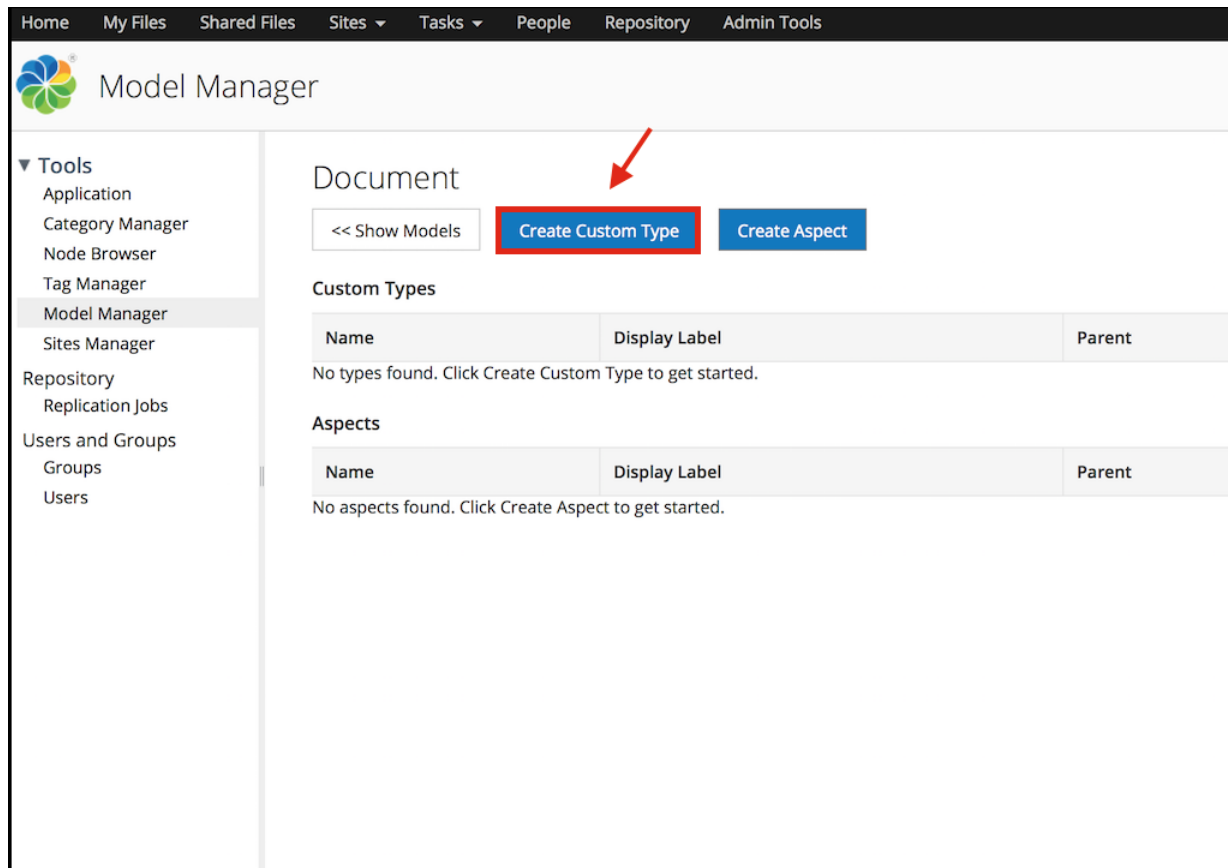 Home My Files Shared Files Sites Tasks People Repository Admin Tools
Model Manager
Tools
Application
Category Manager
Node Browser
Tag Manager
Model Manager
Sites Manager
Repository
Replication Jobs
Users and Groups
Groups
Users
Document
<< Show Models Create Custom Type Create Aspect
Custom Types
Name Display Label Parent
No types found. Click Create Custom Type to get started.
Aspects
Name Display Label Parent
No aspects found. Click Create Aspect to get started.